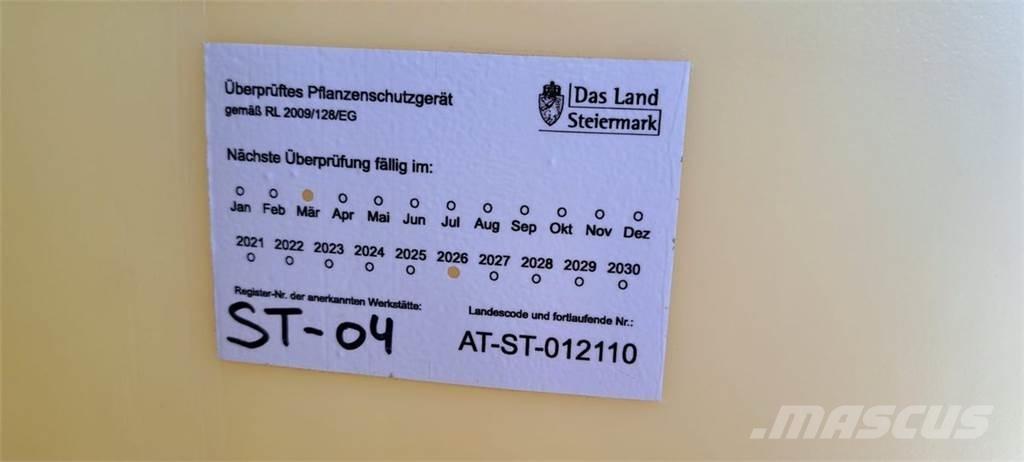 Überprüftes Pflanzenschutzgerät
gemäß RL 2009/128/EG
Das Land
Steiermark
Nächste Überprüfung fällig im:
Jan Feb Mär Apr Mai Jun Jul Aug Sep Okt Nov Dez
2021 2022 2023 2024 2025 2026 2027 2028 2029 2030
Register-Nr. der anerkannten Werkstätte:
ST-04
Landescode und fortlaufende Nr.:
AT-ST-012110
MASCUS